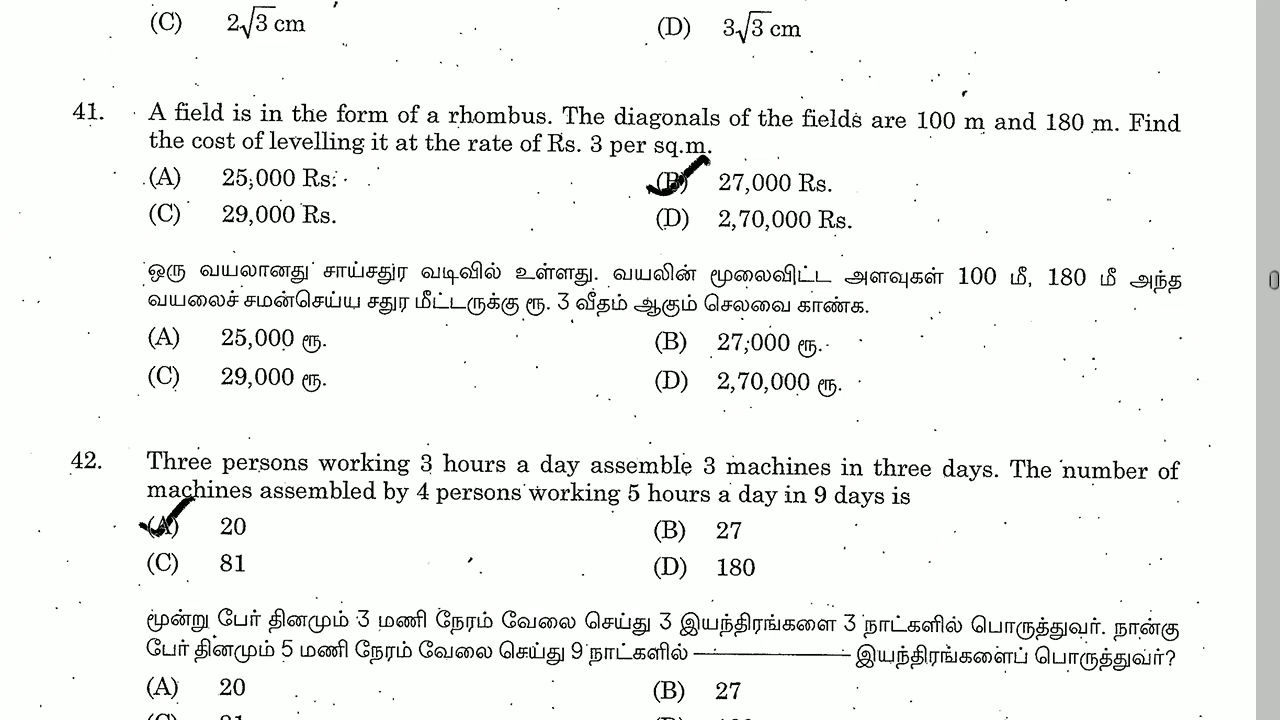 (C) 2√3 cm (D) 3√3 cm
41. A field is in the form of a rhombus. The diagonals of the fields are 100 m and 180 m. Find
the cost of levelling it at the rate of Rs. 3 per sq.m.
(A) 25,000 Rs. (B) 27,000 Rs.
(C) 29,000 Rs. (D) 2,70,000 Rs.
ஒரு வயலானது சாய்சதுர வடிவில் உள்ளது. வயலின் மூலைவிட்ட அளவுகள் 100 மீ, 180 மீ அந்த
வயலைச் சமன்செய்ய சதுர மீட்டருக்கு ரூ. 3 வீதம் ஆகும் செலவை காண்க.
(A) 25,000 ரூ. (B) 27,000 ரூ.
(C) 29,000 ரூ. (D) 2,70,000 ரூ.
42. Three persons working 3 hours a day assemble 3 machines in three days. The number of
machines assembled by 4 persons working 5 hours a day in 9 days is
(A) 20 (B) 27
(C) 81 (D) 180
மூன்று பேர் தினமும் 3 மணி நேரம் வேலை செய்து 3 இயந்திரங்களை 3 நாட்களில் பொருத்துவர். நான்கு
பேர் தினமும் 5 மணி நேரம் வேலை செய்து 9 நாட்களில் ————— இயந்திரங்களைப் பொருத்துவர்?
(A) 20 (B) 27